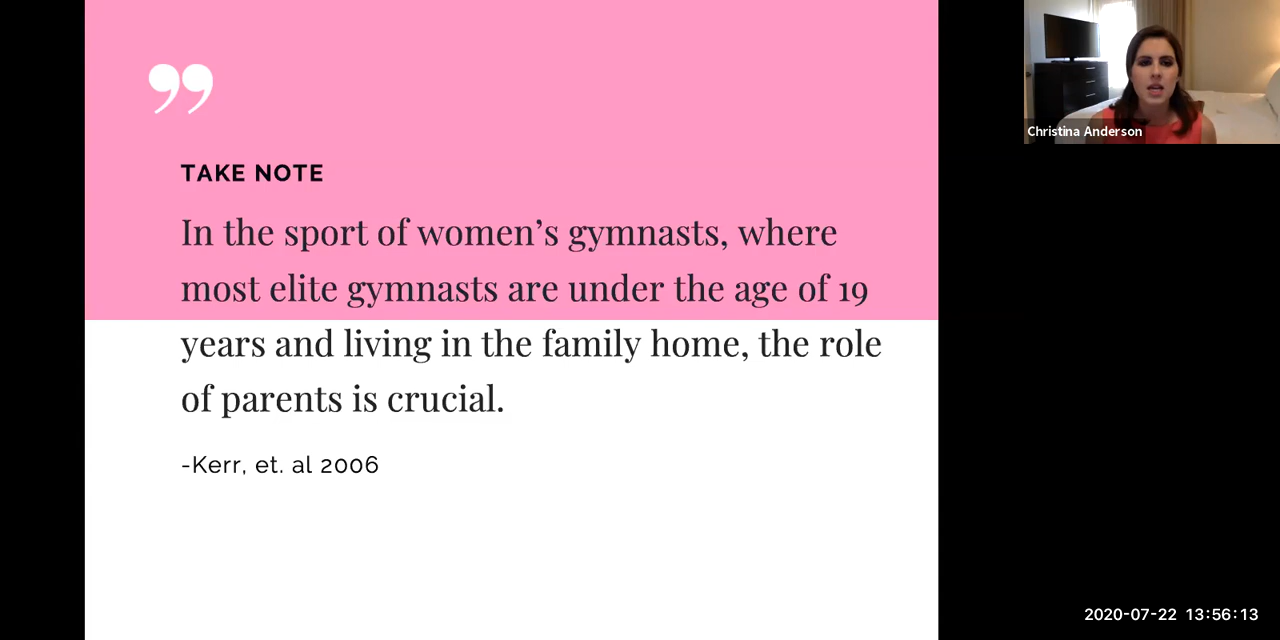 ”
TAKE NOTE
In the sport of women’s gymnasts, where
most elite gymnasts are under the age of 19
years and living in the family home, the role
of parents is crucial.
-Kerr, et. al 2006
Christina Anderson
2020-07-22 13:56:13